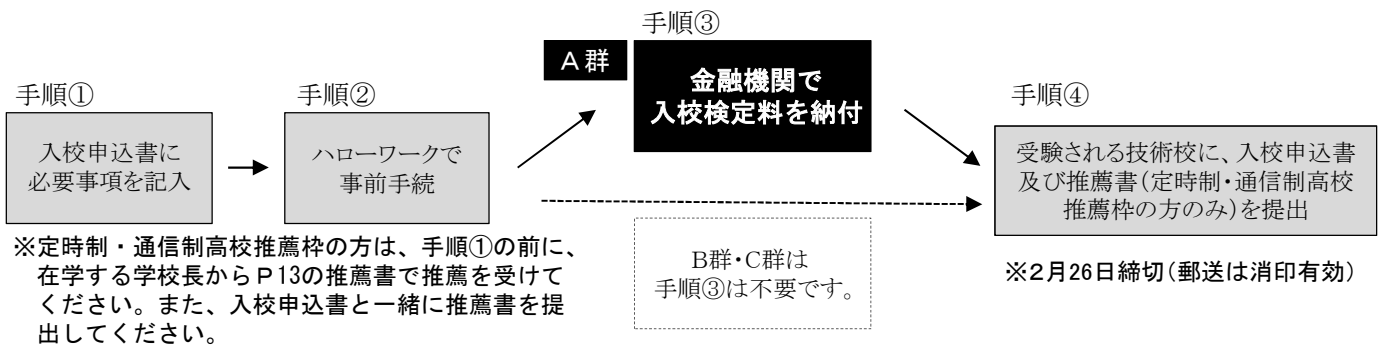 手順①
入校申込書に
必要事項を記入
手順②
ハローワークで
事前手続
A群
手順③
金融機関で
入校検定料を納付
手順④
受験される技術校に、入校申込書
及び推薦書(定時制・通信制高校
推薦枠の方のみ)を提出
※定時制・通信制高校推薦枠の方は、手順①の前に、
在学する学校長からP13の推薦書で推薦を受けて
ください。また、入校申込書と一緒に推薦書を提
出してください。
B群・C群は
手順③は不要です。
※2月26日締切(郵送は消印有効)